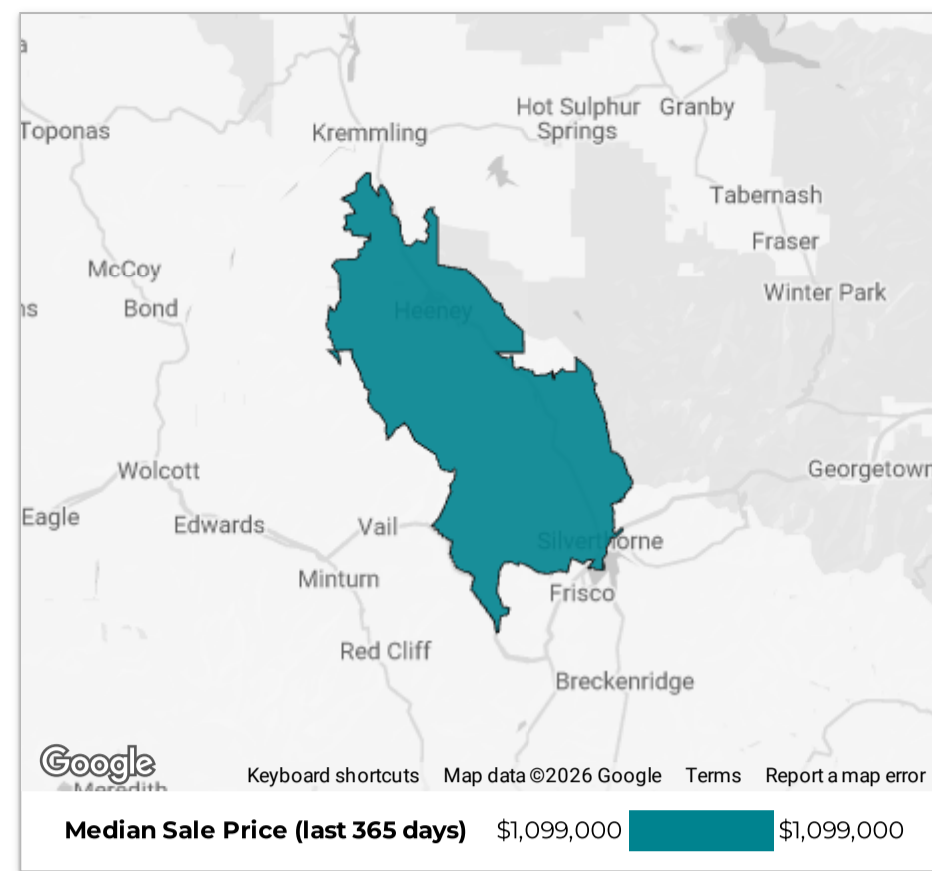 Hot Sulphur Springs
Granby
Toponas
Kremmling
Tabernash
Fraser
McCoy
Winter Park
Bond
Heeney
Wolcott
Georgetown
Eagle
Edwards
Vail
Silverthorne
Minturn
Frisco
Red Cliff
Breckenridge
Google
Meredith
Keyboard shortcuts Map data ©2026 Google Terms Report a map error
Median Sale Price (last 365 days) $1,099,000 $1,099,000